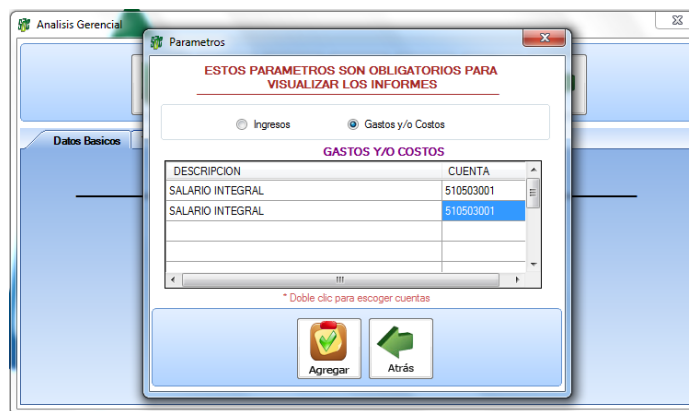 Analisis Gerencial
Parametros
ESTOS PARAMETROS SON OBLIGATORIOS PARA
VISUALIZAR LOS INFORMES
Ingresos
Gastos y/o Costos
Datos Basicos
GASTOS Y/O COSTOS
DESCRIPCION CUENTA
SALARIO INTEGRAL 510503001
SALARIO INTEGRAL 510503001
* Doble clic para escoger cuentas
Agregar
Atrás